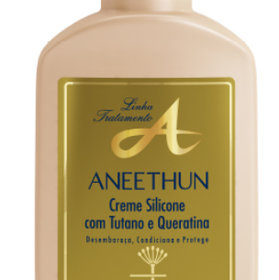 Linha
Tratamento
A
ANEETHUN
Creme Silicone
com Tutano e Queratina
Desembaraça, Condiciona e Protege